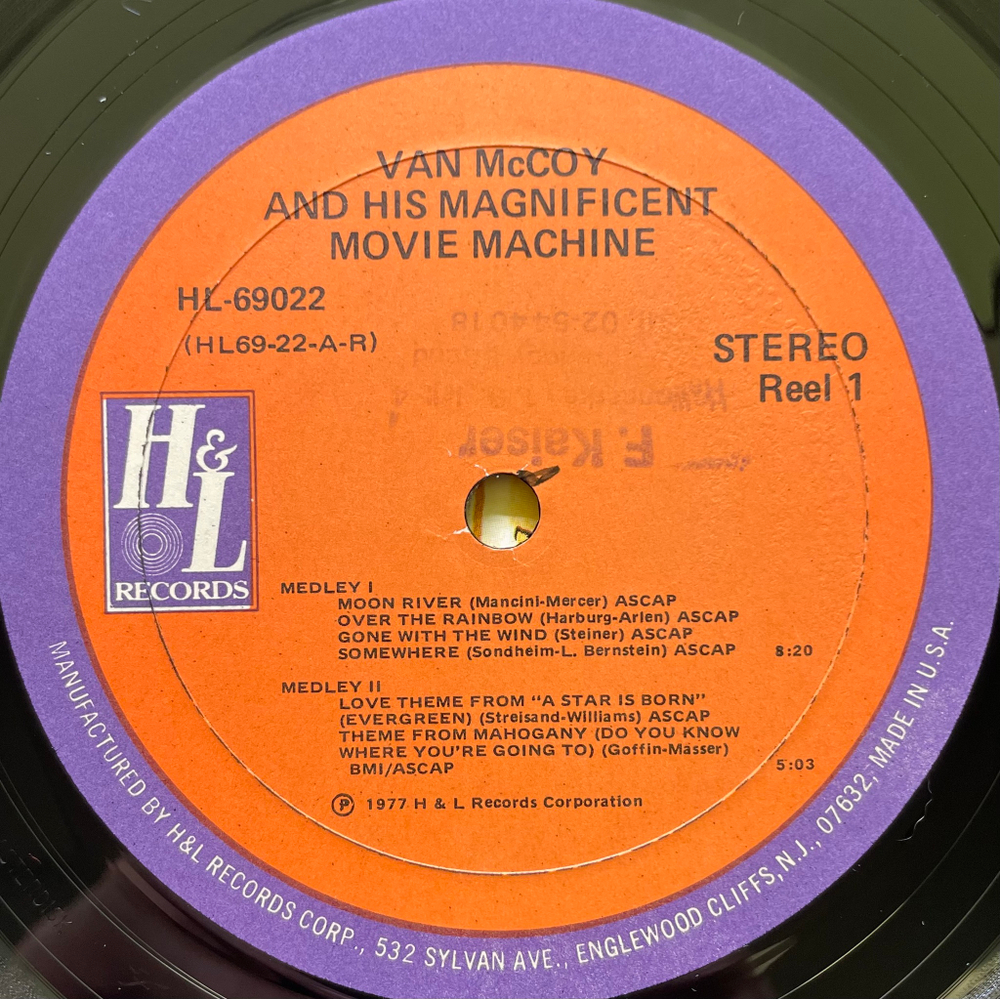 VAN McCOY
AND HIS MAGNIFICENT
MOVIE MACHINE
HL-69022
(HL69-22-A-R)
STEREO
Reel 1
02-544018
F. Kaiser
H&L
RECORDS
MEDLEY I
MOON RIVER (Mancini-Mercer) ASCAP
OVER THE RAINBOW (Harburg-Arlen) ASCAP
GONE WITH THE WIND (Steiner) ASCAP
SOMEWHERE (Sondheim-L. Bernstein) ASCAP 8:20
MEDLEY II
LOVE THEME FROM "A STAR IS BORN"
(EVERGREEN) (Streisand-Williams) ASCAP
THEME FROM MAHOGANY (DO YOU KNOW
WHERE YOU'RE GOING TO) (Goffin-Masser)
BMI/ASCAP 5:03
℗ 1977 H & L Records Corporation
MANUFACTURED BY H&L RECORDS CORP., 532 SYLVAN AVE., ENGLEWOOD CLIFFS, N.J., 07632, MADE IN U.S.A.